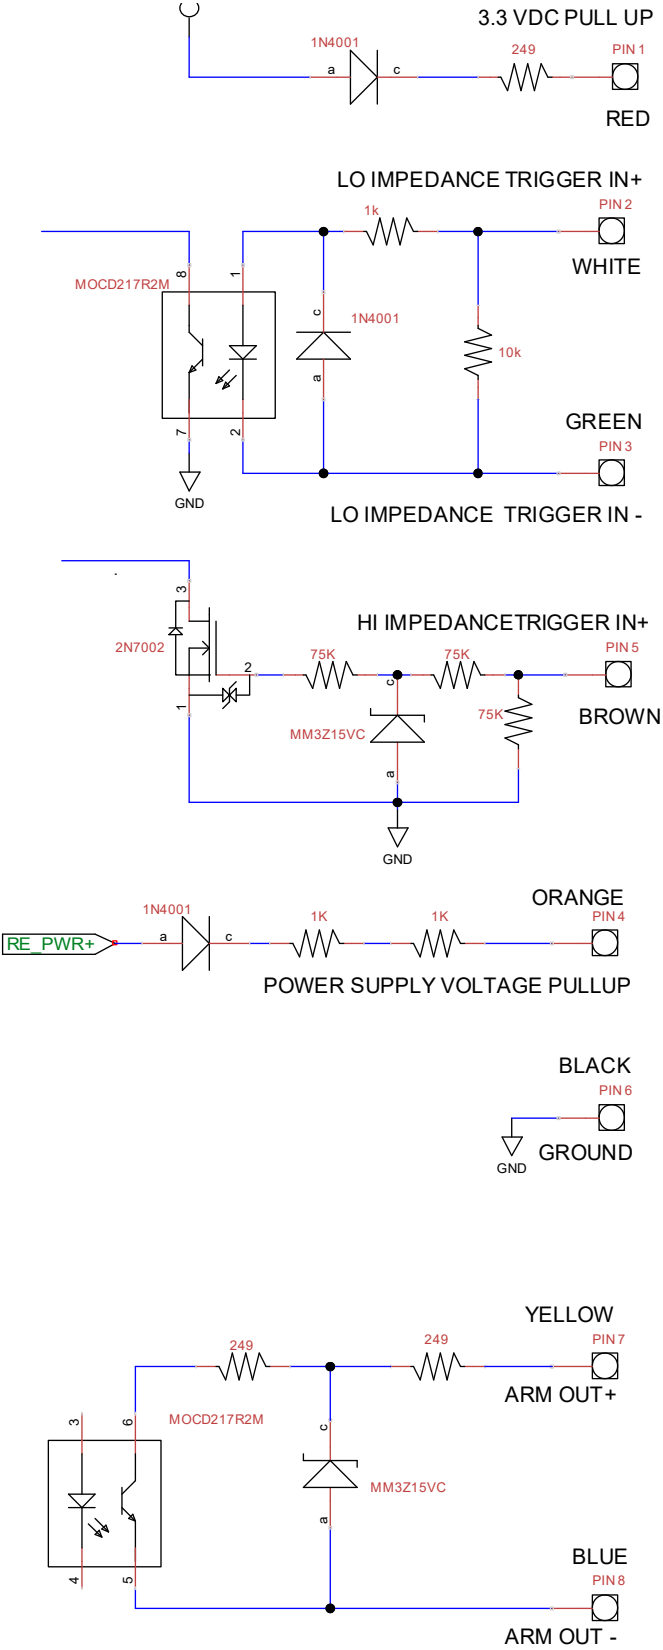 3.3 VDC PULL UP
1N4001
249
PIN 1
a
c
RED
LO IMPEDANCE TRIGGER IN+
1k
PIN 2
WHITE
8
1
MOCD217R2M
c
1N4001
10k
a
GREEN
7
2
PIN 3
GND
LO IMPEDANCE TRIGGER IN -
3
HI IMPEDANCETRIGGER IN+
2N7002
2
75K
75K
PIN 5
c
1
75K
BROWN
MM3Z15VC
a
GND
ORANGE
1N4001
1K
1K
PIN 4
RE_PWR+
a
c
POWER SUPPLY VOLTAGE PULLUP
BLACK
PIN 6
GND
GROUND
YELLOW
249
249
PIN 7
ARM OUT+
3
6
MOCD217R2M
c
MM3Z15VC
a
BLUE
4
5
PIN 8
ARM OUT -